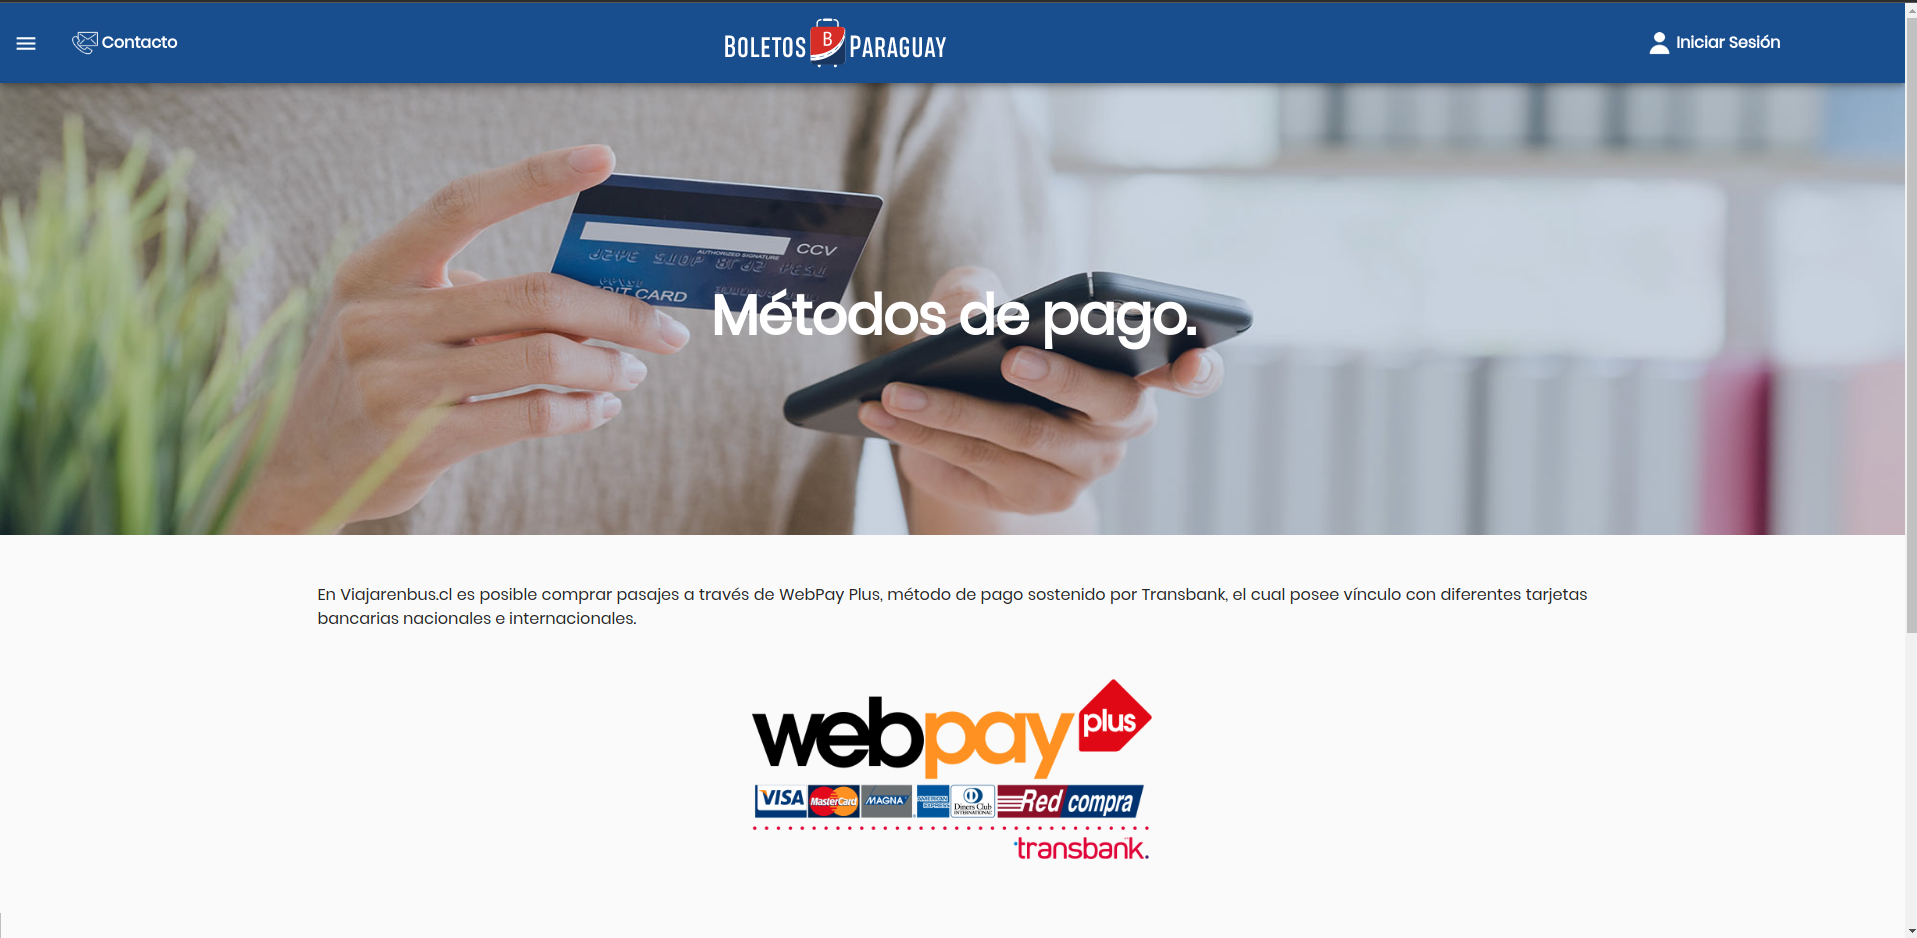 Contacto
BOLETOS B PARAGUAY
Iniciar Sesión
CCV
AUTHORIZED SIGNATURE
DIT CARD
Métodos de pago.
En Viajarenbus.cl es posible comprar pasajes a través de WebPay Plus, método de pago sostenido por Transbank, el cual posee vínculo con diferentes tarjetas
bancarias nacionales e internacionales.
webpay plus
VISA MasterCard MAGNA AMERICAN EXPRESS Diners Club INTERNATIONAL Red compra
transbank.